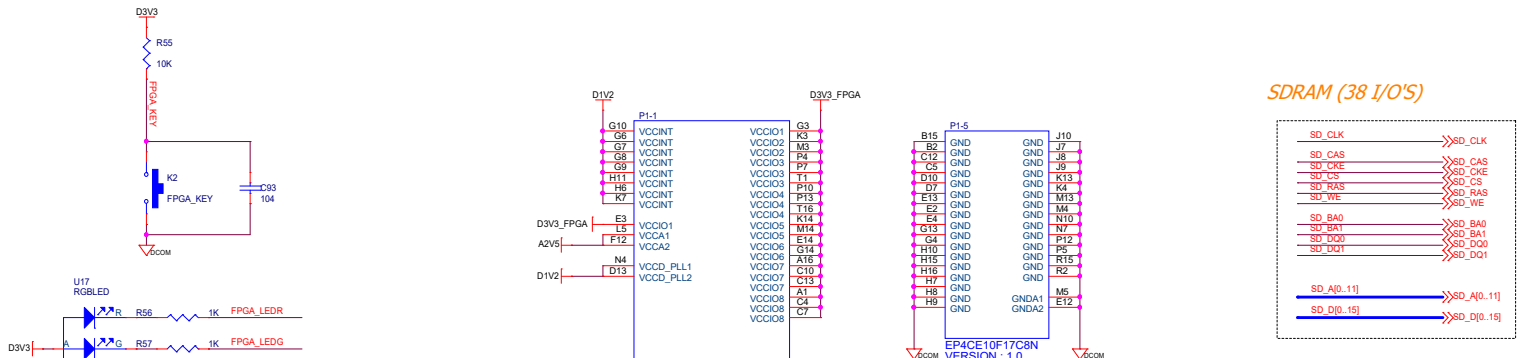 D3V3
R55
10K
FPGA_KEY
K2
FPGA_KEY
C93
104
DCOM
U17
RGBLED
R R56 1K FPGA_LEDR
D3V3 A G R57 1K FPGA_LEDG
D1V2
D3V3_FPGA
P1-1
G10 VCCINT
G6 VCCINT
G7 VCCINT
G8 VCCINT
G9 VCCINT
H11 VCCINT
H6 VCCINT
K7 VCCINT
D3V3_FPGA E3 VCCIO1
L5 VCCA1
A2V5 F12 VCCA2
N4 VCCD_PLL1
D1V2 D13 VCCD_PLL2
VCCIO1 G3
VCCIO2 K3
VCCIO2 M3
VCCIO3 P4
VCCIO3 P7
VCCIO3 T1
VCCIO4 P10
VCCIO4 P13
VCCIO4 T16
VCCIO5 K14
VCCIO5 M14
VCCIO6 E14
VCCIO6 G14
VCCIO7 A16
VCCIO7 C10
VCCIO7 C13
VCCIO8 A1
VCCIO8 C4
VCCIO8 C7
P1-5
B15 GND GND J10
B2 GND GND J7
C12 GND GND J8
C5 GND GND J9
D10 GND GND K13
D7 GND GND K4
E13 GND GND M13
E2 GND GND M4
E4 GND GND N10
G13 GND GND N7
G4 GND GND P12
H10 GND GND P5
H15 GND GND R15
H16 GND GND R2
H7 GND
H8 GND GNDA1 M5
H9 GND GNDA2 E12
EP4CE10F17C8N
VERSION : 1.0
DCOM
DCOM
SDRAM (38 I/O'S)
SD_CLK SD_CLK
SD_CAS SD_CAS
SD_CKE SD_CKE
SD_CS SD_CS
SD_RAS SD_RAS
SD_WE SD_WE
SD_BA0 SD_BA0
SD_BA1 SD_BA1
SD_DQ0 SD_DQ0
SD_DQ1 SD_DQ1
SD_A[0..11] SD_A[0..11]
SD_D[0..15] SD_D[0..15]